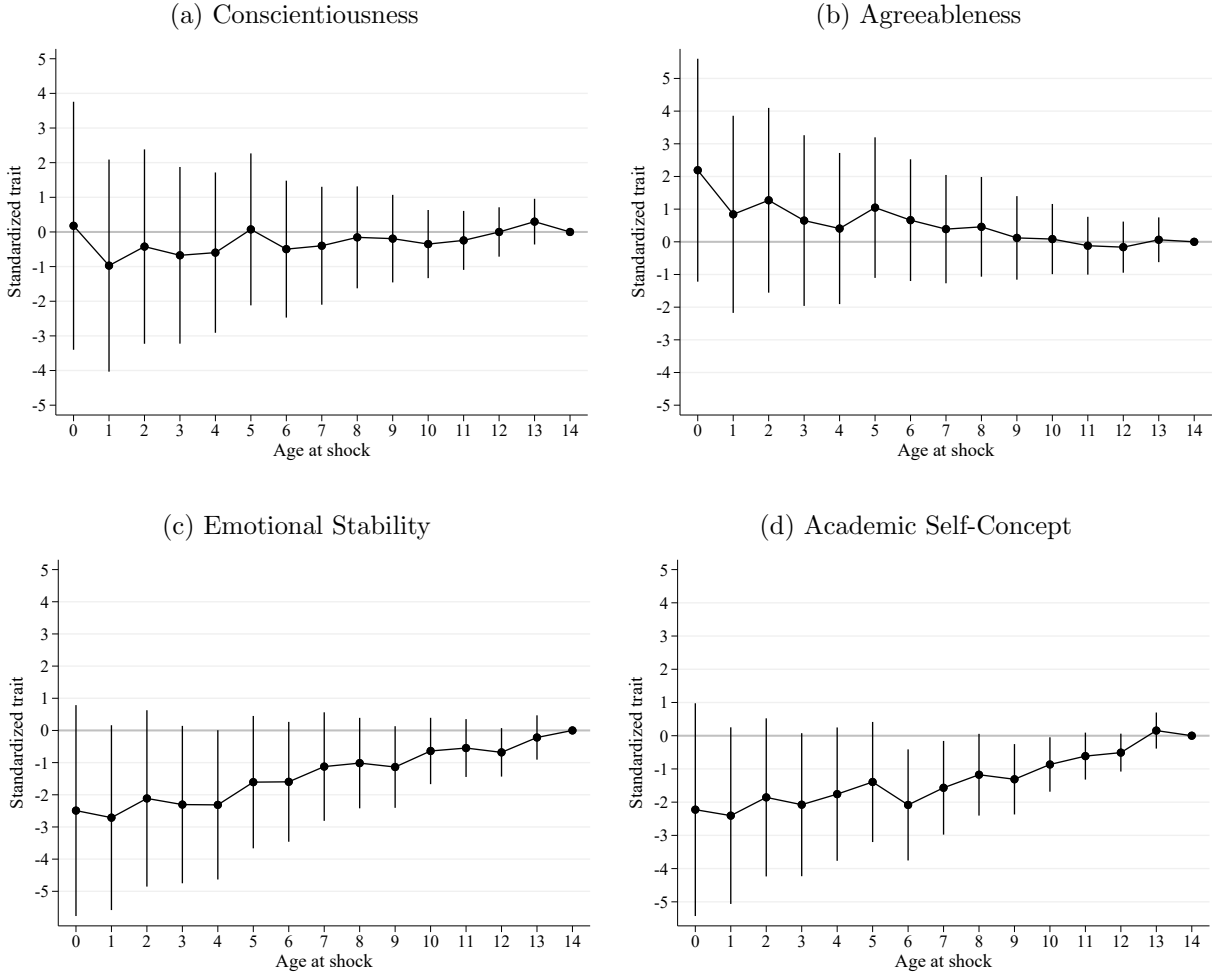 (a) Conscientiousness
Standardized trait
5
4
3
2
1
0
-1
-2
-3
-4
-5
0 1 2 3 4 5 6 7 8 9 10 11 12 13 14
Age at shock
(b) Agreeableness
Standardized trait
5
4
3
2
1
0
-1
-2
-3
-4
-5
0 1 2 3 4 5 6 7 8 9 10 11 12 13 14
Age at shock
(c) Emotional Stability
Standardized trait
5
4
3
2
1
0
-1
-2
-3
-4
-5
0 1 2 3 4 5 6 7 8 9 10 11 12 13 14
Age at shock
(d) Academic Self-Concept
Standardized trait
5
4
3
2
1
0
-1
-2
-3
-4
-5
0 1 2 3 4 5 6 7 8 9 10 11 12 13 14
Age at shock